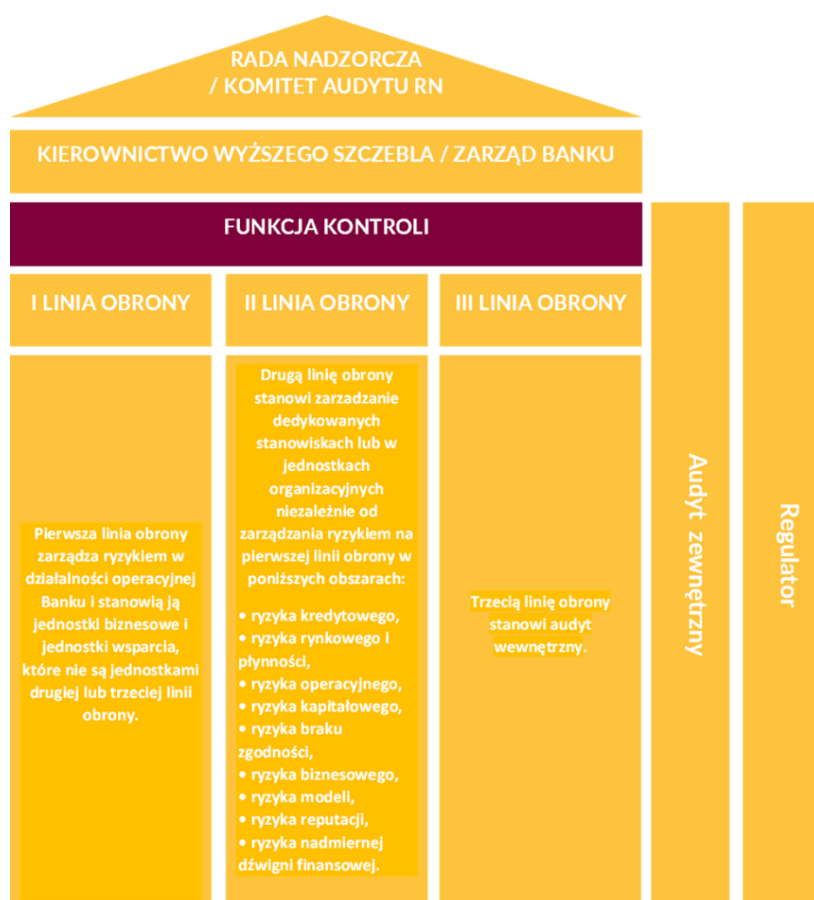 RADA NADZORCZA
/ KOMITET AUDYTU RN
KIEROWNICTWO WYŻSZEGO SZCZEBLA / ZARZĄD BANKU
FUNKCJA KONTROLI
I LINIA OBRONY
Pierwsza linia obrony
zarządza ryzykiem w
działalności operacyjnej
Banku i stanowią ją
jednostki biznesowe i
jednostki wsparcia,
które nie są jednostkami
drugiej lub trzeciej linii
obrony.
II LINIA OBRONY
Drugą linię obrony
stanowi zarzadzanie
dedykowanych
stanowiskach lub w
jednostkach
organizacyjnych
niezależnie od
zarządzania ryzykiem na
pierwszej linii obrony w
poniższych obszarach:
• ryzyka kredytowego,
• ryzyka rynkowego i
płynności,
• ryzyka operacyjnego,
• ryzyka kapitałowego,
• ryzyka braku
zgodności,
• ryzyka biznesowego,
• ryzyka modeli,
• ryzyka reputacji,
• ryzyka nadmiernej
dźwigni finansowej.
III LINIA OBRONY
Trzecią linię obrony
stanowi audyt
wewnętrzny.
Audyt zewnętrzny
Regulator